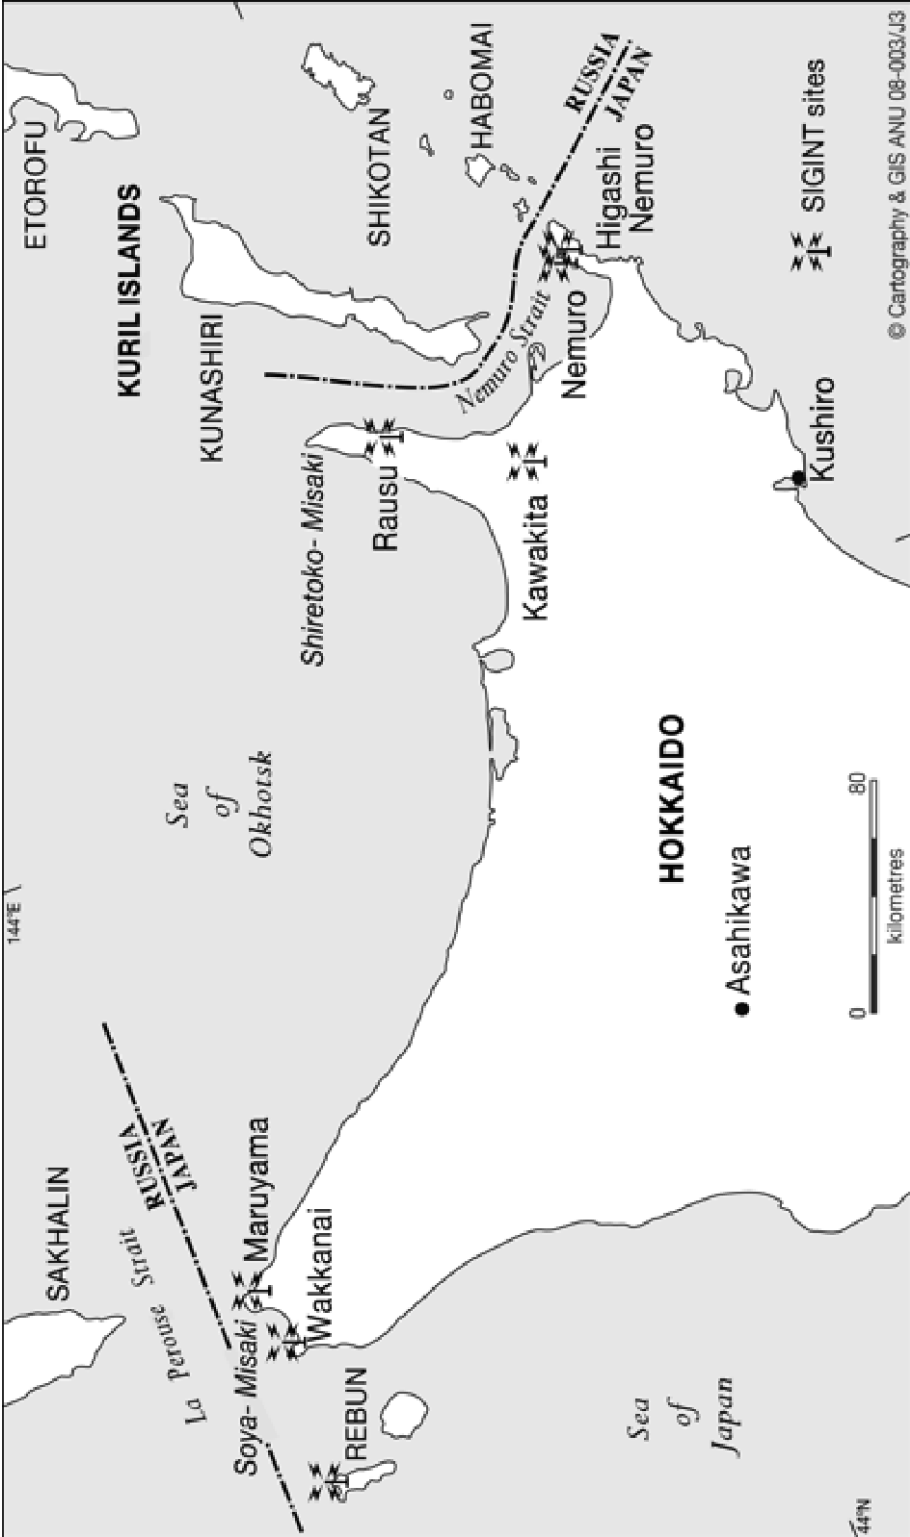 144°E
44°N
SAKHALIN
La Perouse Strait
RUSSIA
JAPAN
Soya- Misaki
Maruyama
Wakkanai
REBUN
Sea
of
Japan
Sea
of
Okhotsk
HOKKAIDO
Asahikawa
0
80
kilometres
ETOROFU
KURIL ISLANDS
KUNASHIRI
SHIKOTAN
HABOMAI
Shiretoko- Misaki
Rausu
Kawakita
Nemuro Strait
Nemuro
RUSSIA
JAPAN
Higashi
Nemuro
Kushiro
SIGINT sites
© Cartography & GIS ANU 08-003/J3